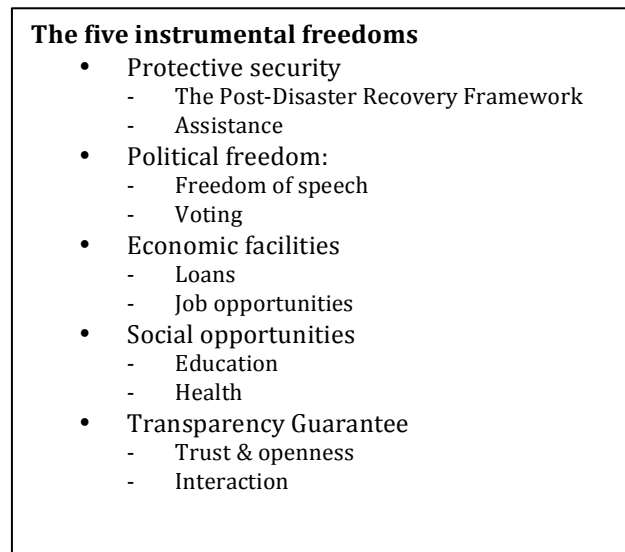 The five instrumental freedoms
• Protective security
- The Post-Disaster Recovery Framework
- Assistance
• Political freedom:
- Freedom of speech
- Voting
• Economic facilities
- Loans
- Job opportunities
• Social opportunities
- Education
- Health
• Transparency Guarantee
- Trust & openness
- Interaction